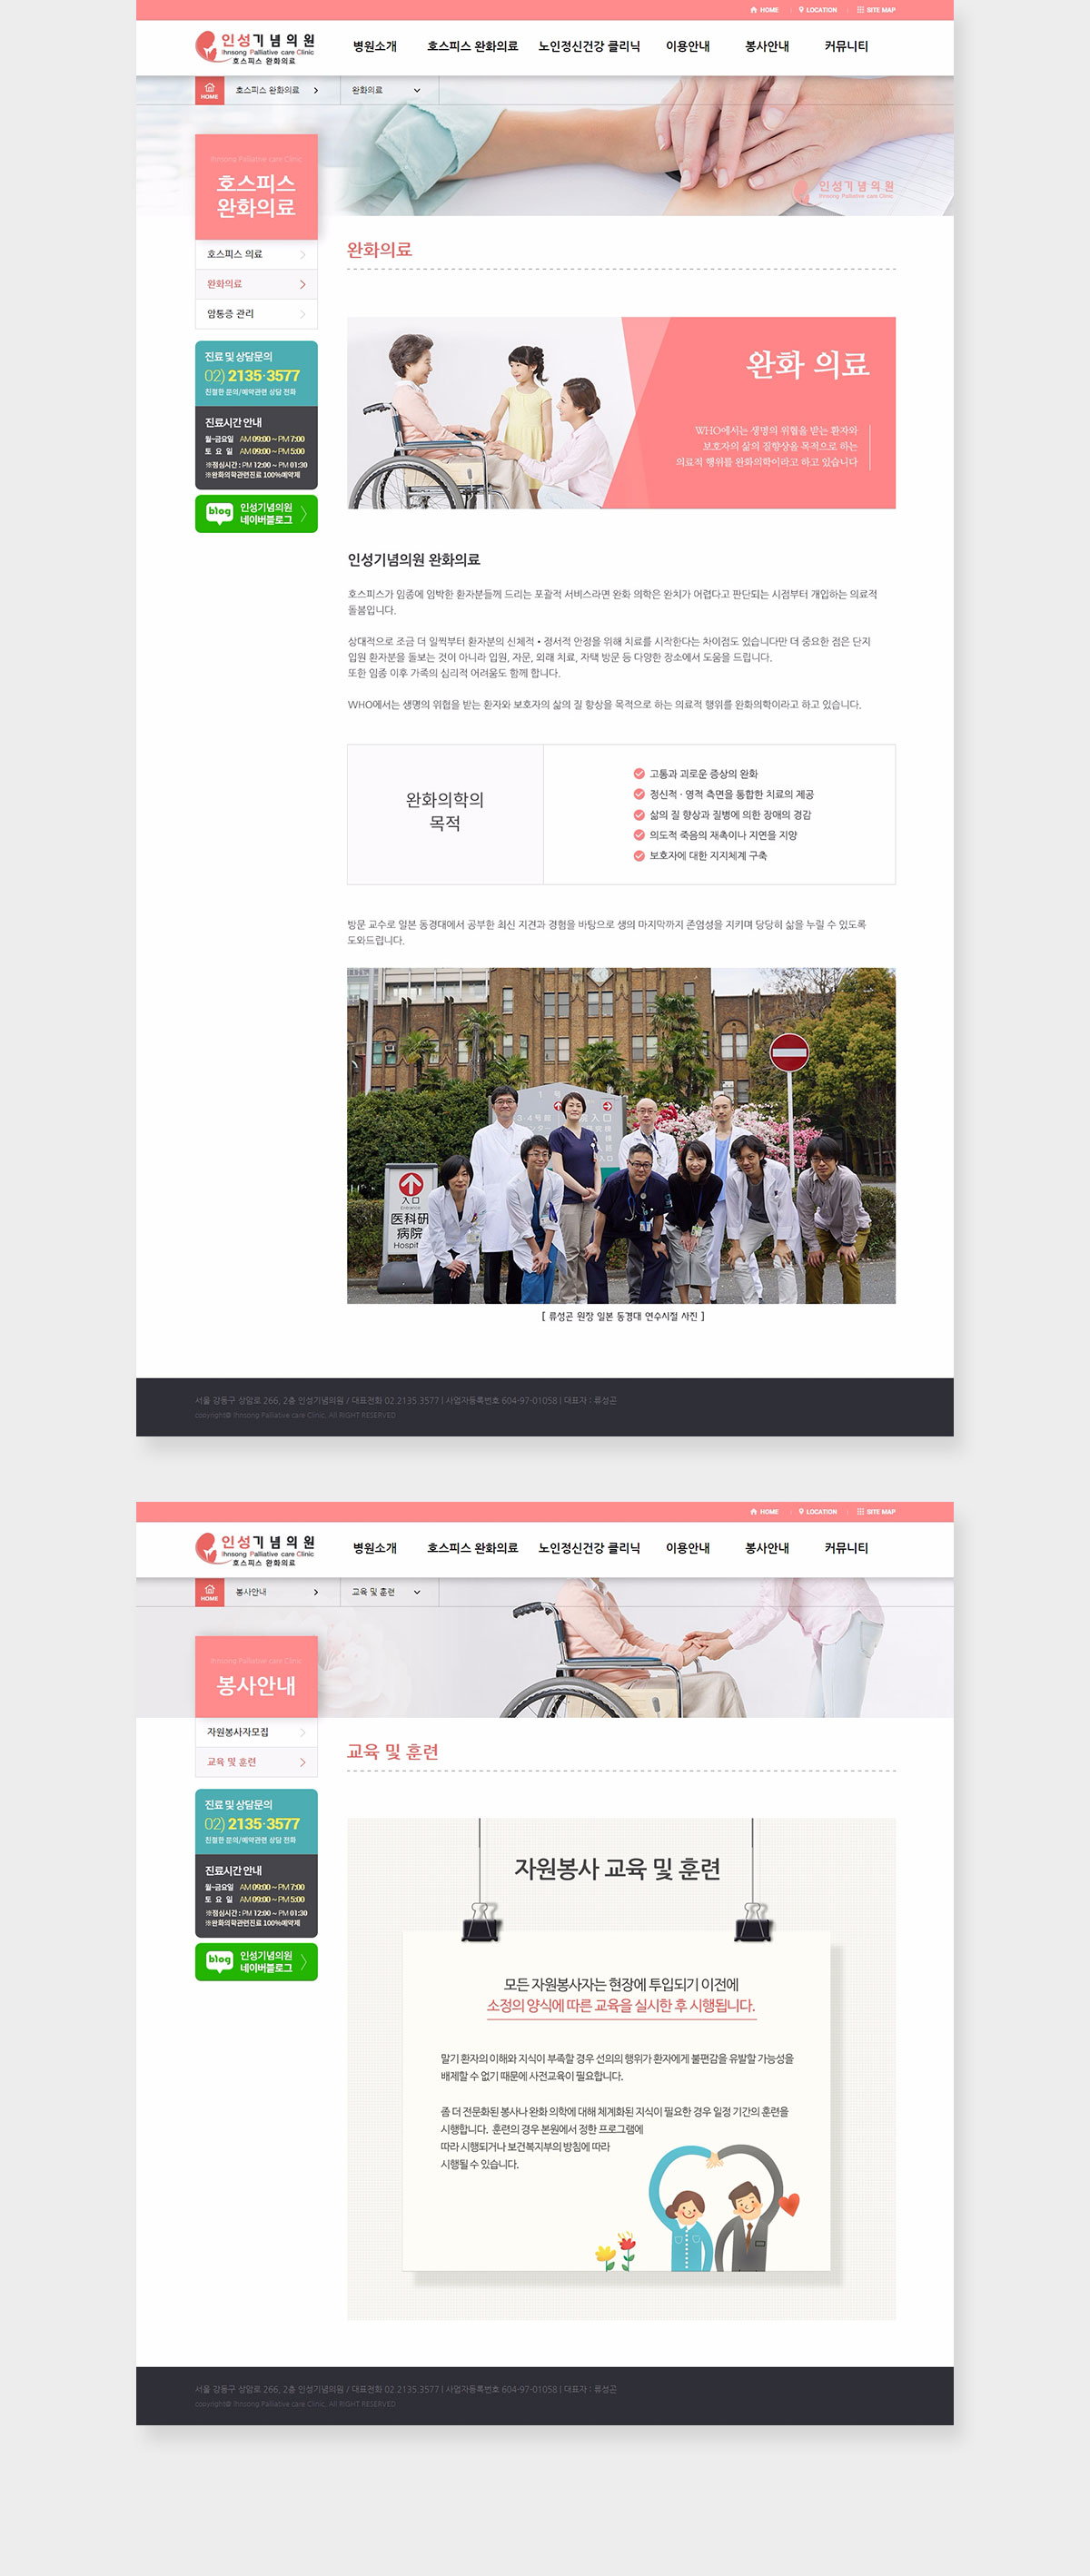 HOME
LOCATION
SITE MAP
인성기념의원
Ihnsong Palliative care Clinic
호스피스 완화의료
병원소개
호스피스 완화의료
노인정신건강 클리닉
이용안내
봉사안내
커뮤니티
HOME
호스피스 완화의료
완화의료
인성기념의원
Ihnsong Palliative care Clinic
Ihnsong Palliative care Clinic
호스피스
완화의료
호스피스 의료
완화의료
암통증 관리
진료 및 상담문의
02) 2135·3577
친절한 문의/예약관련 상담 전화
진료시간 안내
월~금요일 AM 09:00 ~ PM 7:00
토 요 일 AM 09:00 ~ PM 5:00
※점심시간 : PM 12:00 ~ PM 01:30
※완화의학관련진료 100%예약제
blog
인성기념의원
네이버블로그
완화의료
완화 의료
WHO에서는 생명의 위협을 받는 환자와
보호자의 삶의 질향상을 목적으로 하는
의료적 행위를 완화의학이라고 하고 있습니다
인성기념의원 완화의료
호스피스가 임종에 임박한 환자분들께 드리는 포괄적 서비스라면 완화 의학은 완치가 어렵다고 판단되는 시점부터 개입하는 의료적
돌봄입니다.
상대적으로 조금 더 일찍부터 환자분의 신체적 • 정서적 안정을 위해 치료를 시작한다는 차이점도 있습니다만 더 중요한 점은 단지
입원 환자분을 돌보는 것이 아니라 입원, 자문, 외래 치료, 자택 방문 등 다양한 장소에서 도움을 드립니다.
또한 임종 이후 가족의 심리적 어려움도 함께 합니다.
WHO에서는 생명의 위협을 받는 환자와 보호자의 삶의 질 향상을 목적으로 하는 의료적 행위를 완화의학이라고 하고 있습니다.
완화의학의
목적
고통과 괴로운 증상의 완화
정신적 · 영적 측면을 통합한 치료의 제공
삶의 질 향상과 질병에 의한 장애의 경감
의도적 죽음의 재촉이나 지연을 지양
보호자에 대한 지지체계 구축
방문 교수로 일본 동경대에서 공부한 최신 지견과 경험을 바탕으로 생의 마지막까지 존엄성을 지키며 당당히 삶을 누릴 수 있도록
도와드립니다.
入口
Entrance
医科研
病院
Hospit
入口
[ 류성곤 원장 일본 동경대 연수시절 사진 ]
서울 강동구 상암로 266, 2층 인성기념의원 / 대표전화 02.2135.3577 | 사업자등록번호 604-97-01058 | 대표자 : 류성곤
copyright@ Ihnsong Palliative care Clinic, All RIGHT RESERVED
HOME
LOCATION
SITE MAP
인성기념의원
Ihnsong Palliative care Clinic
호스피스 완화의료
병원소개
호스피스 완화의료
노인정신건강 클리닉
이용안내
봉사안내
커뮤니티
HOME
봉사안내
교육 및 훈련
Ihnsong Palliative care Clinic
봉사안내
자원봉사자모집
교육 및 훈련
진료 및 상담문의
02) 2135·3577
친절한 문의/예약관련 상담 전화
진료시간 안내
월~금요일 AM 09:00 ~ PM 7:00
토 요 일 AM 09:00 ~ PM 5:00
※점심시간 : PM 12:00 ~ PM 01:30
※완화의학관련진료 100%예약제
blog
인성기념의원
네이버블로그
교육 및 훈련
자원봉사 교육 및 훈련
모든 자원봉사자는 현장에 투입되기 이전에
소정의 양식에 따른 교육을 실시한 후 시행됩니다.
말기 환자의 이해와 지식이 부족할 경우 선의의 행위가 환자에게 불편감을 유발할 가능성을
배제할 수 없기 때문에 사전교육이 필요합니다.
좀 더 전문화된 봉사나 완화 의학에 대해 체계화된 지식이 필요한 경우 일정 기간의 훈련을
시행합니다. 훈련의 경우 본원에서 정한 프로그램에
따라 시행되거나 보건복지부의 방침에 따라
시행될 수 있습니다.
서울 강동구 상암로 266, 2층 인성기념의원 / 대표전화 02.2135.3577 | 사업자등록번호 604-97-01058 | 대표자 : 류성곤
copyright@ Ihnsong Palliative care Clinic, All RIGHT RESERVED